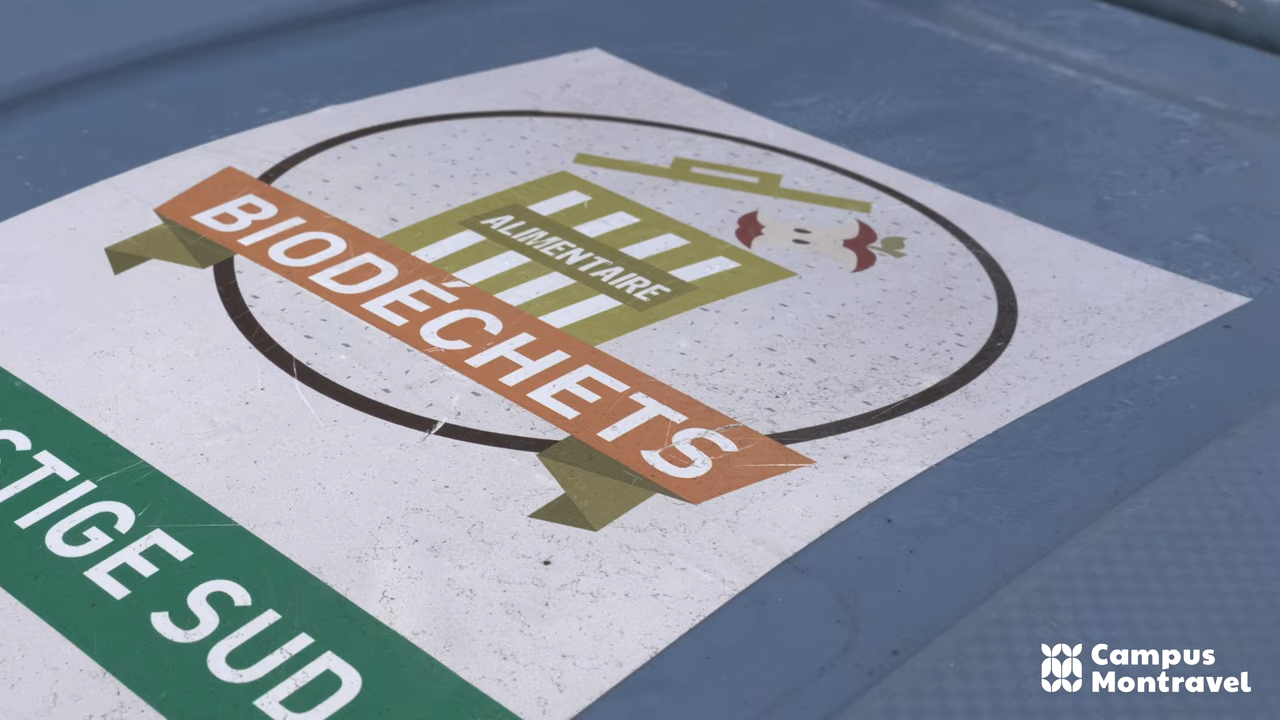 ALIMENTAIRE
BIODÉCHETS
STIGE SUD
Campus
Montravel